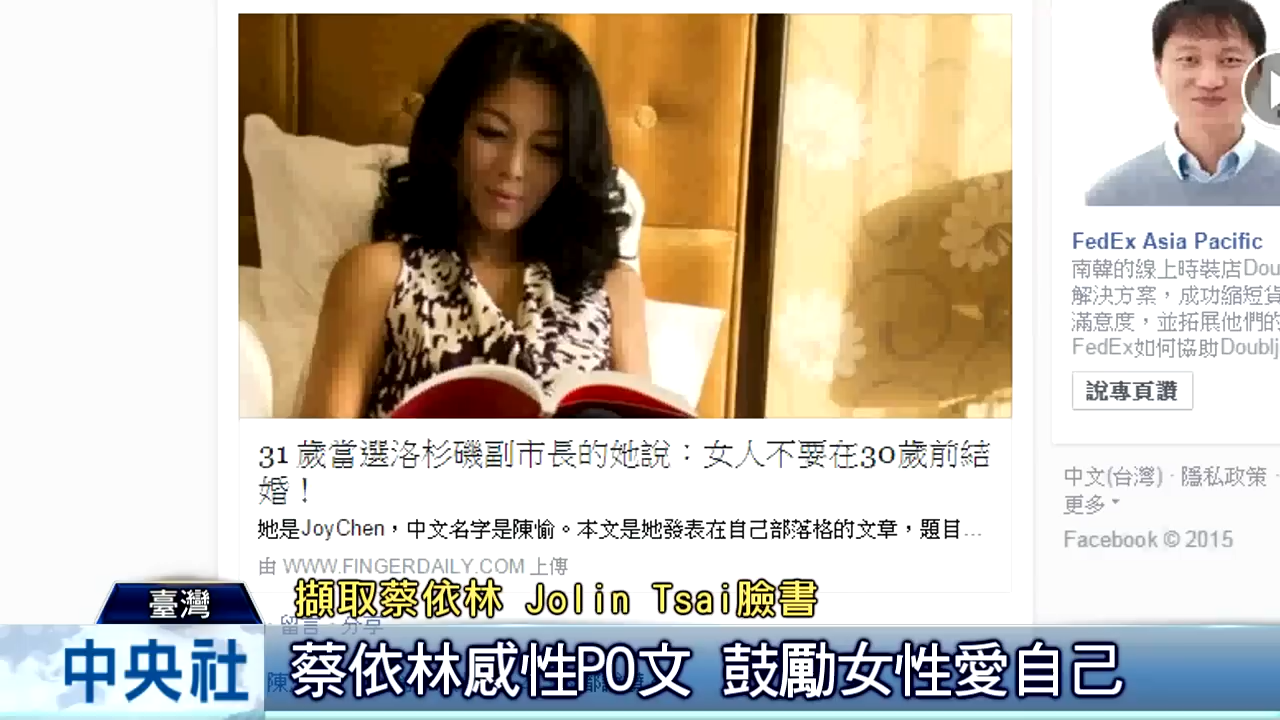 31 歲當選洛杉磯副市長的她說：女人不要在30歲前結
婚！
她是JoyChen，中文名字是陳愉。本文是她發表在自己部落格的文章，題目...
由 WWW.FINGERDAILY.COM 上傳
留言 · 分享
FedEx Asia Pacific
南韓的線上時裝店Dou
解決方案，成功縮短貨
滿意度，並拓展他們的
FedEx如何協助Doublj
說專頁讚
中文(台灣) · 隱私政策 ·
更多
Facebook © 2015
臺灣
擷取蔡依林 Jolin Tsai臉書
中央社
蔡依林感性PO文 鼓勵女性愛自己